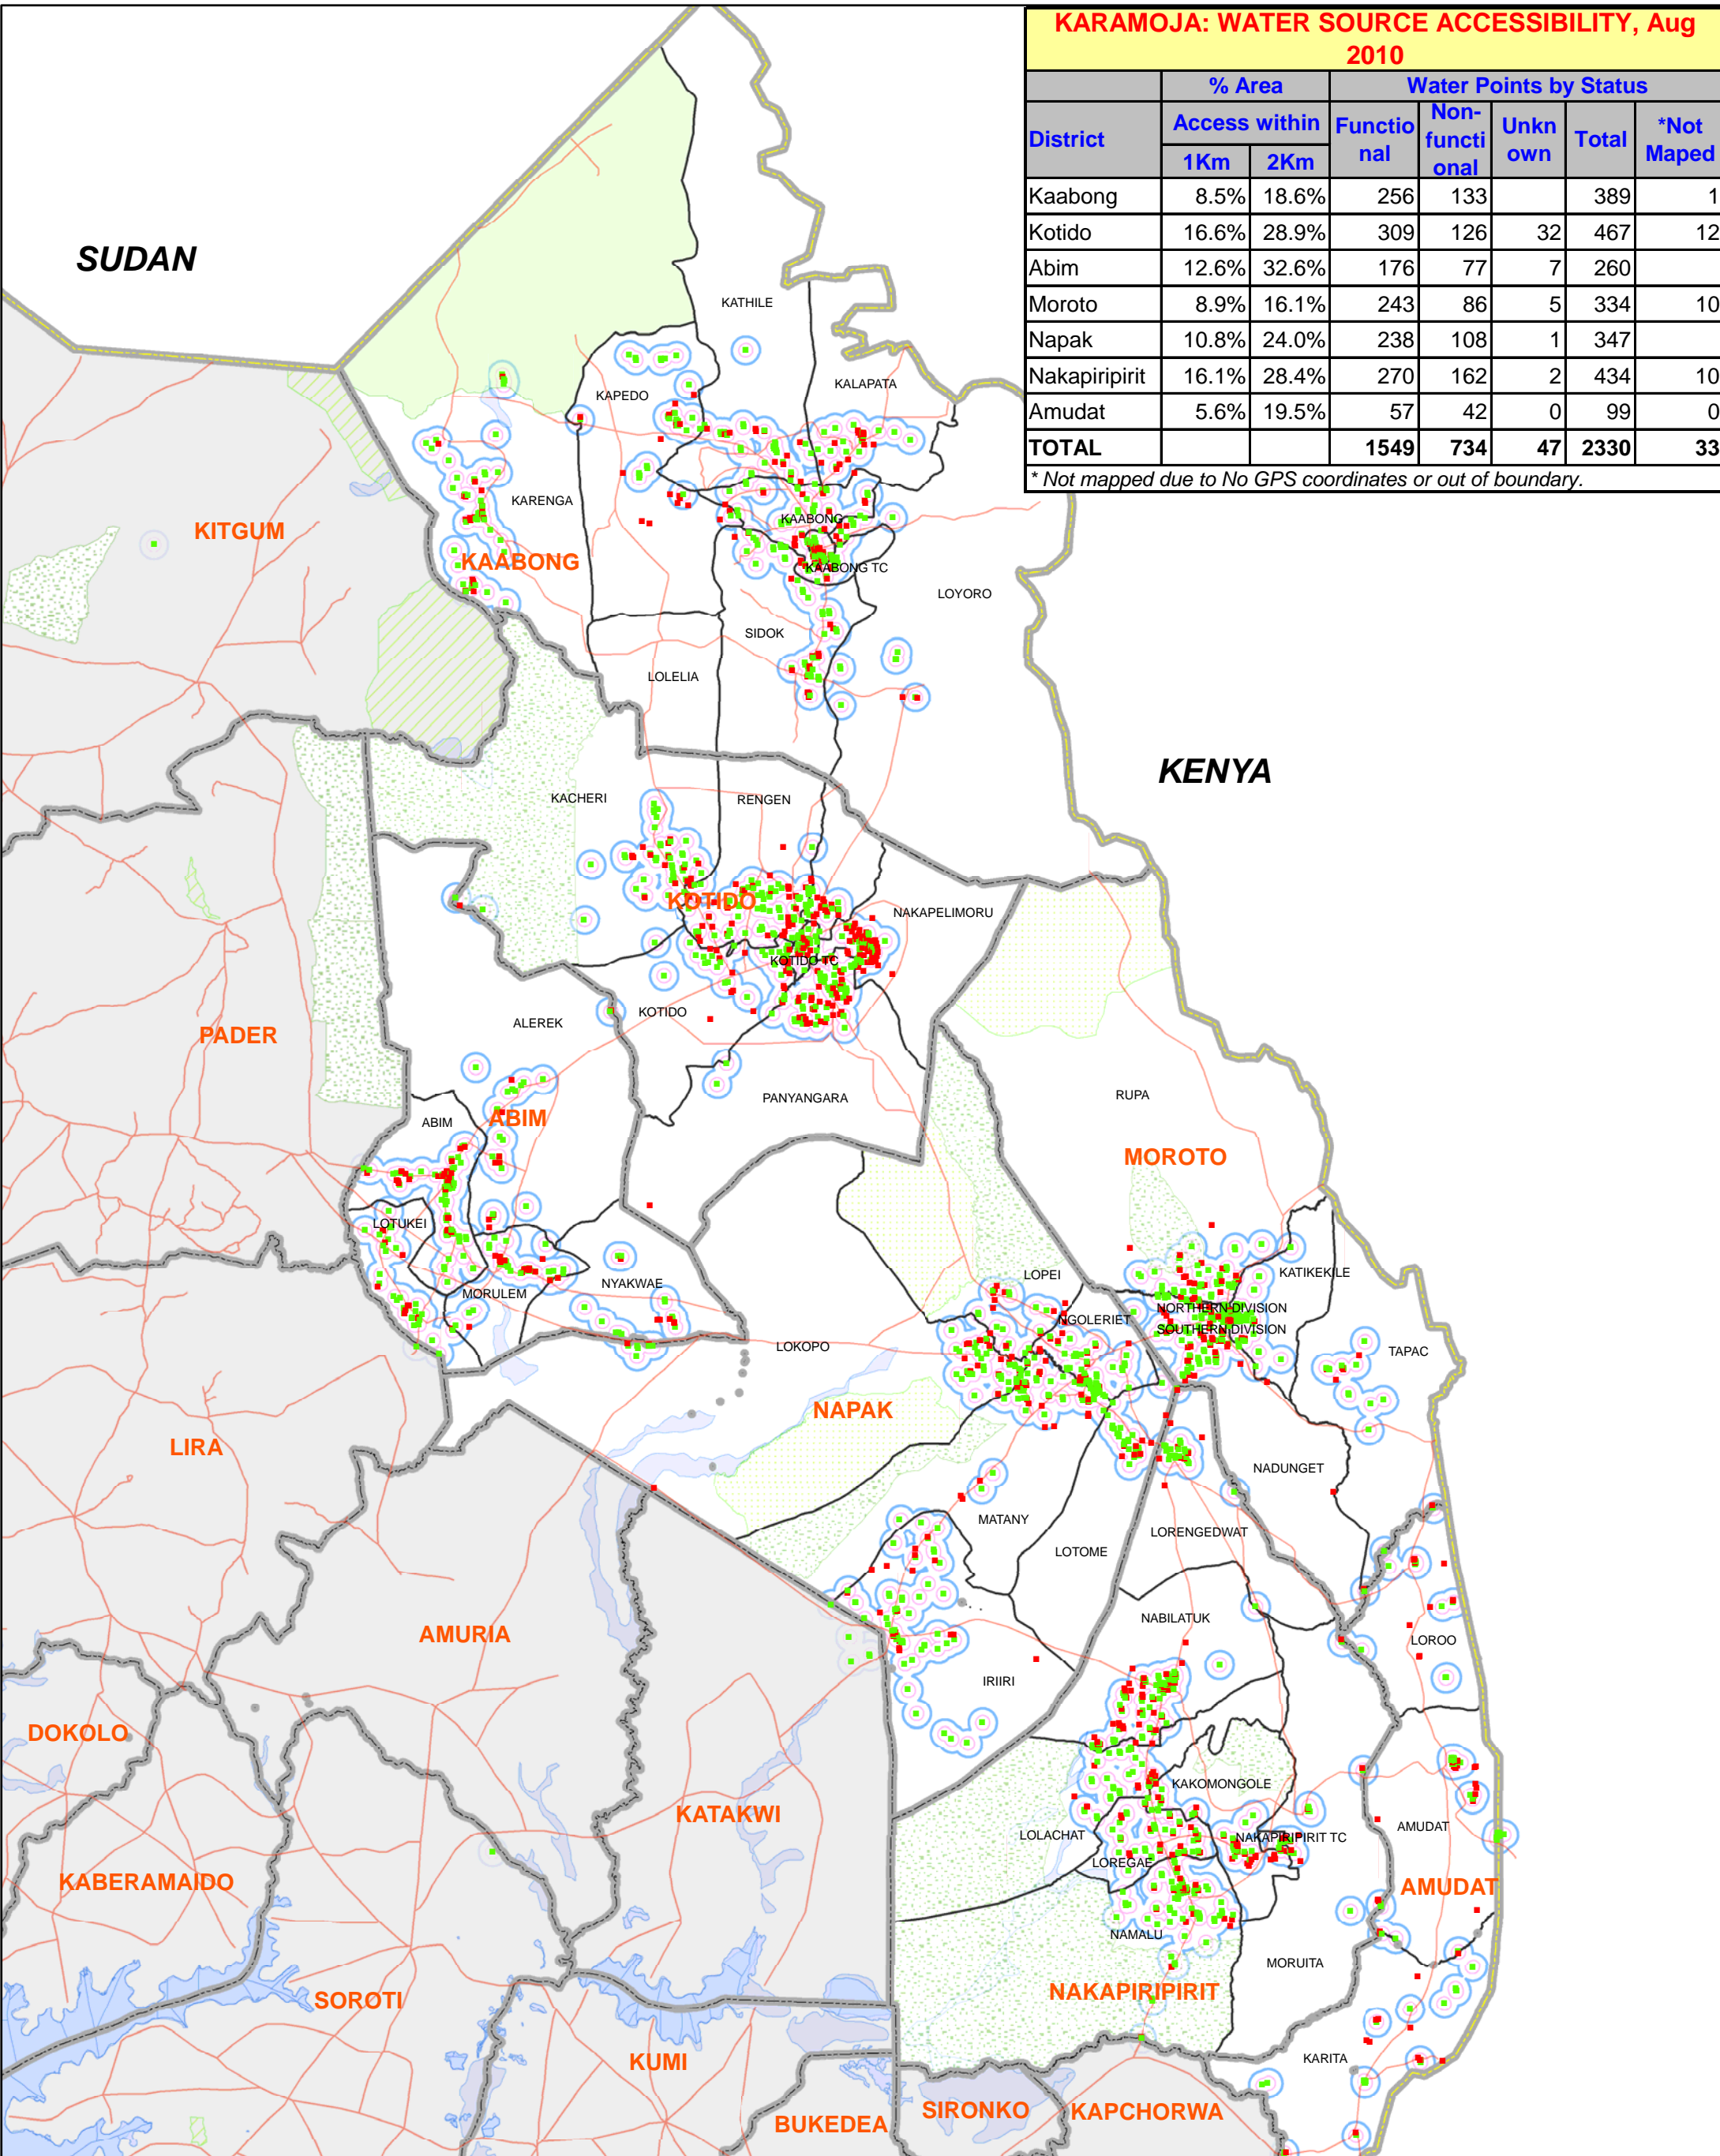 KARAMOJA: WATER SOURCE ACCESSIBILITY, Aug
2010
% Area Water Points by Status
District Access within Functio nal Non- functi onal Unkn own Total *Not Maped
1Km 2Km
Kaabong 8.5% 18.6% 256 133 389 1
Kotido 16.6% 28.9% 309 126 32 467 12
Abim 12.6% 32.6% 176 77 7 260
Moroto 8.9% 16.1% 243 86 5 334 10
Napak 10.8% 24.0% 238 108 1 347
Nakapiripirit 16.1% 28.4% 270 162 2 434 10
Amudat 5.6% 19.5% 57 42 0 99 0
TOTAL 1549 734 47 2330 33
* Not mapped due to No GPS coordinates or out of boundary.
SUDAN
KATHILE
KAPEDO
KALAPATA
KARENGA
KITGUM
KAABONG
KAABONG
KAABONG TC
LOYORO
SIDOK
LOLELIA
KENYA
KACHERI
RENGEN
KOTIDO
NAKAPELIMORU
KOTIDO TC
KOTIDO
ALEREK
PADER
PANYANGARA
RUPA
ABIM
ABIM
MOROTO
LOTUKEI
KATIKEKILE
LOPEI
NYAKWAE
MORULEM
NORTHERN DIVISION
NGOLERIET
SOUTHERN DIVISION
LOKOPO
TAPAC
NAPAK
LIRA
NADUNGET
MATANY
LORENGEDWAT
LOTOME
NABILATUK
AMURIA
LOROO
IRIIRI
DOKOLO
KAKOMONGOLE
KATAKWI
AMUDAT
LOLACHAT
NAKAPIRIPIRIT TC
LOREGAE
KABERAMAIDO
AMUDAT
NAMALU
MORUITA
NAKAPIRIPIRIT
SOROTI
KARITA
KUMI
SIRONKO
KAPCHORWA
BUKEDEA